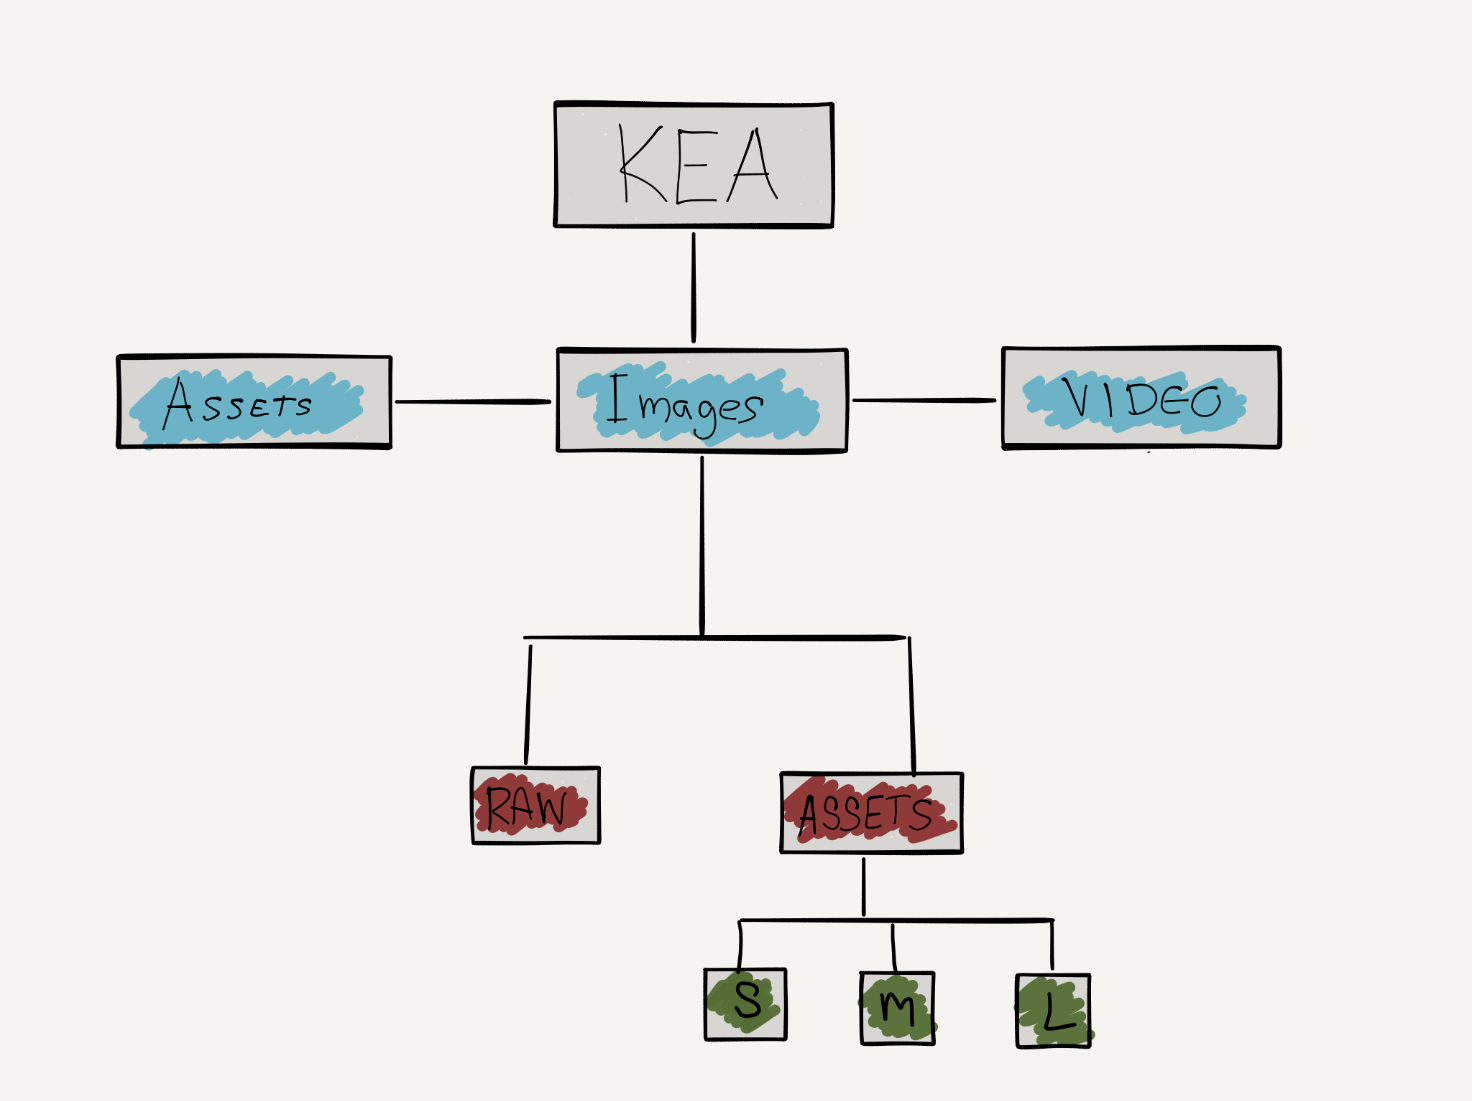 KEA
Assets
Images
VIDEO
RAW
ASSETS
S
M
L